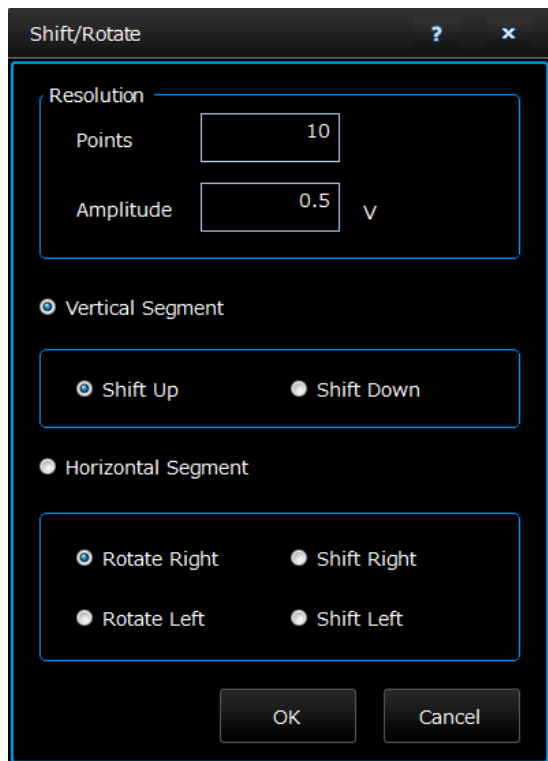 Shift/Rotate ? ×
Resolution
Points 10
Amplitude 0.5 V
Vertical Segment
Shift Up Shift Down
Horizontal Segment
Rotate Right Shift Right
Rotate Left Shift Left
OK Cancel